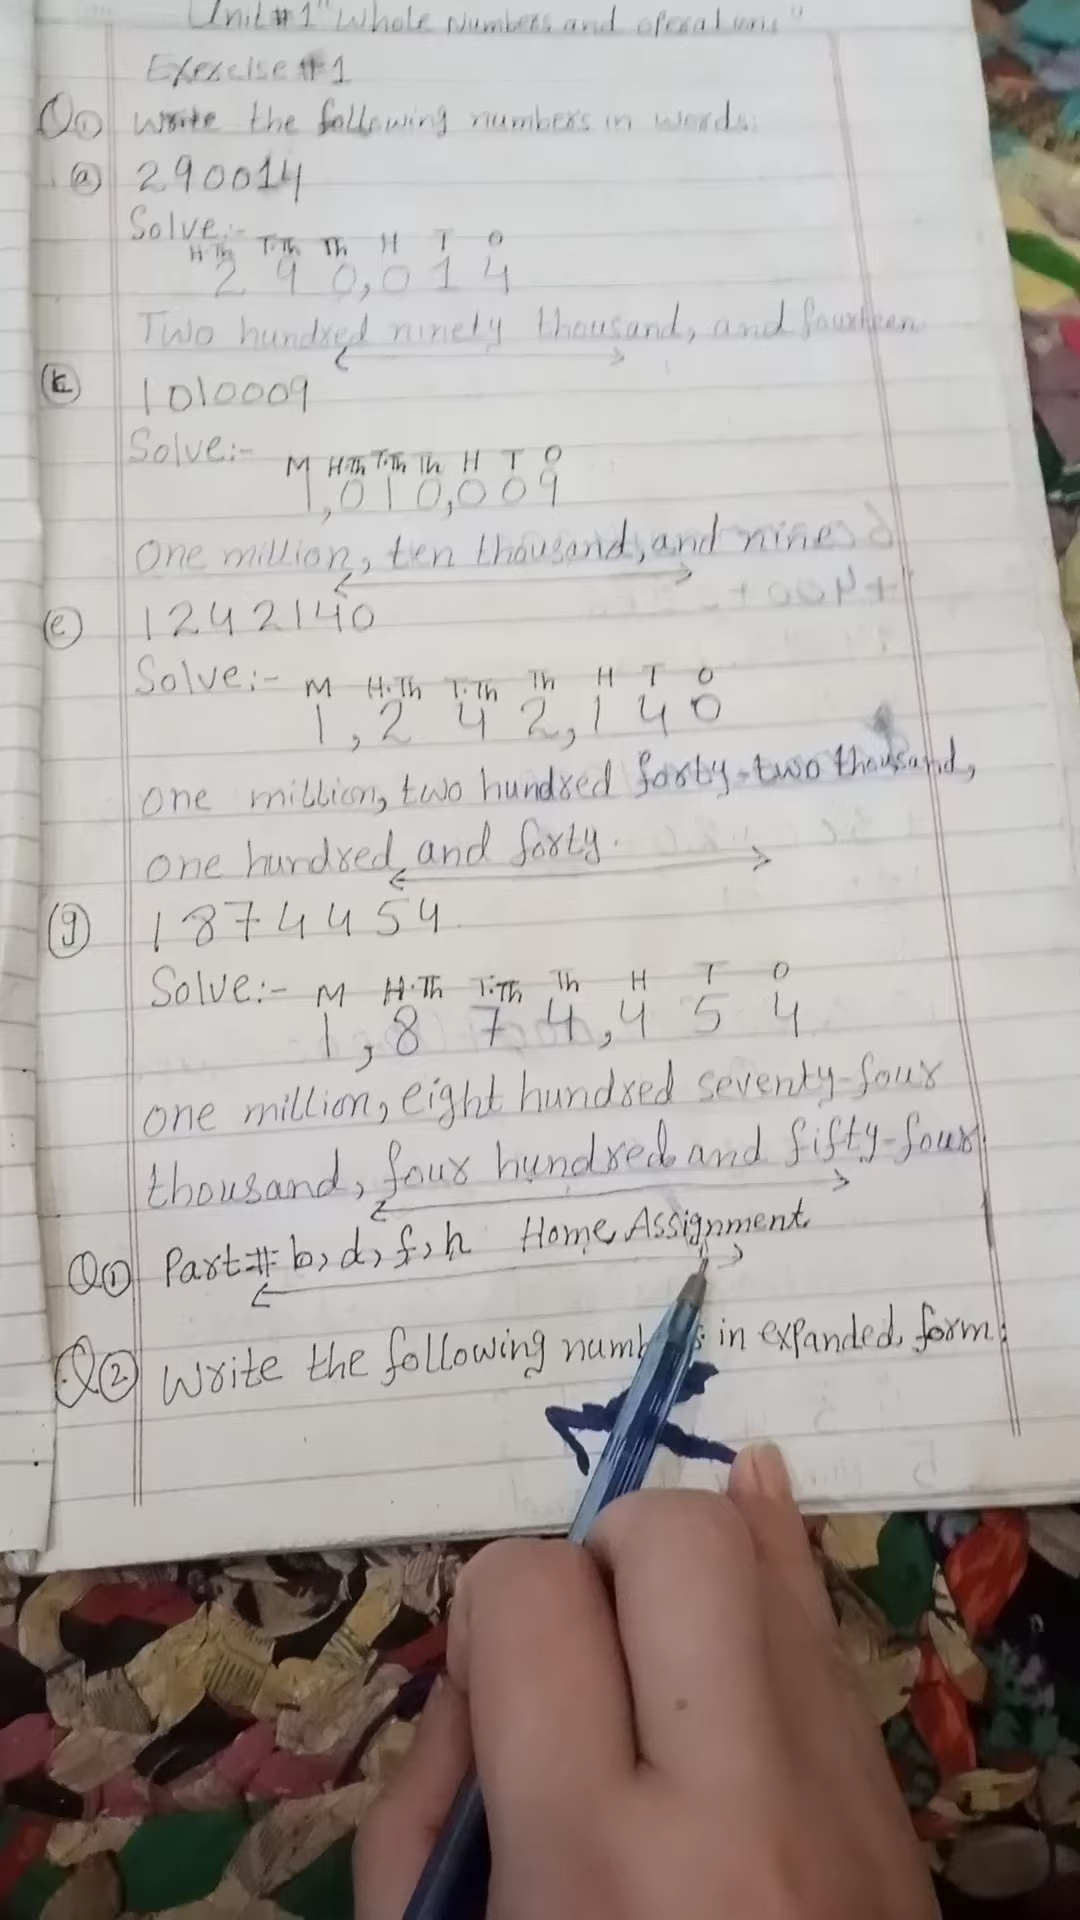 Unit #1 "Whole Numbers and operations"
Exercise #1
Q① Write the following numbers in words:
ⓐ 290014
Solve:-
H.Th T.Th Th H T O
2 9 0,0 1 4
Two hundred ninety thousand, and fourteen
1010009
Solve:-
M H.Th T.Th Th H T O
1,0 1 0,0 0 9
One million, ten thousand, and nine
ⓔ 1242140
Solve:- M H.Th T.Th Th H T O
1,2 4 2,1 4 0
one million, two hundred forty-two thousand,
one hundred and forty.
ⓖ 1874454
Solve:- M H.Th T.Th Th H T O
1,8 7 4,4 5 4
one million, eight hundred seventy-four
thousand, four hundred and fifty-four
Q① Part# b, d, f, h Home Assignment
Q② Write the following in expanded form: